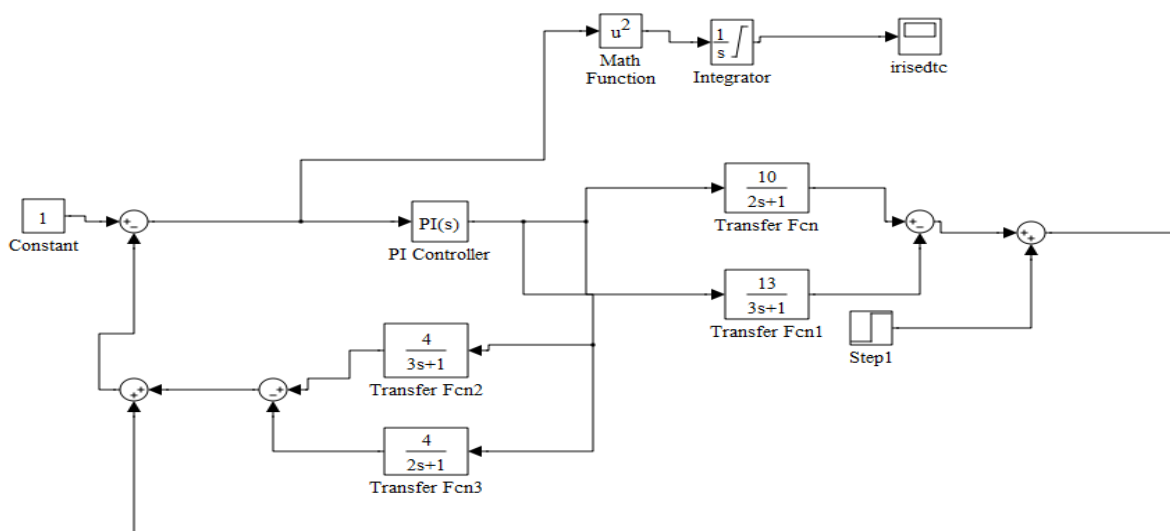 u²
Math
Function
1
s
Integrator
irisedtc
1
Constant
+
−
PI(s)
PI Controller
10
2s+1
Transfer Fcn
+
−
+
+
13
3s+1
Transfer Fcn1
Step1
4
3s+1
Transfer Fcn2
+
+
− +
4
2s+1
Transfer Fcn3